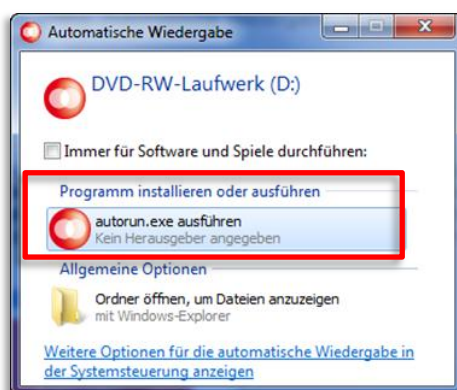 Automatische Wiedergabe
DVD-RW-Laufwerk (D:)
Immer für Software und Spiele durchführen:
Programm installieren oder ausführen
autorun.exe ausführen
Kein Herausgeber angegeben
Allgemeine Optionen
Ordner öffnen, um Dateien anzuzeigen
mit Windows-Explorer
Weitere Optionen für die automatische Wiedergabe in
der Systemsteuerung anzeigen